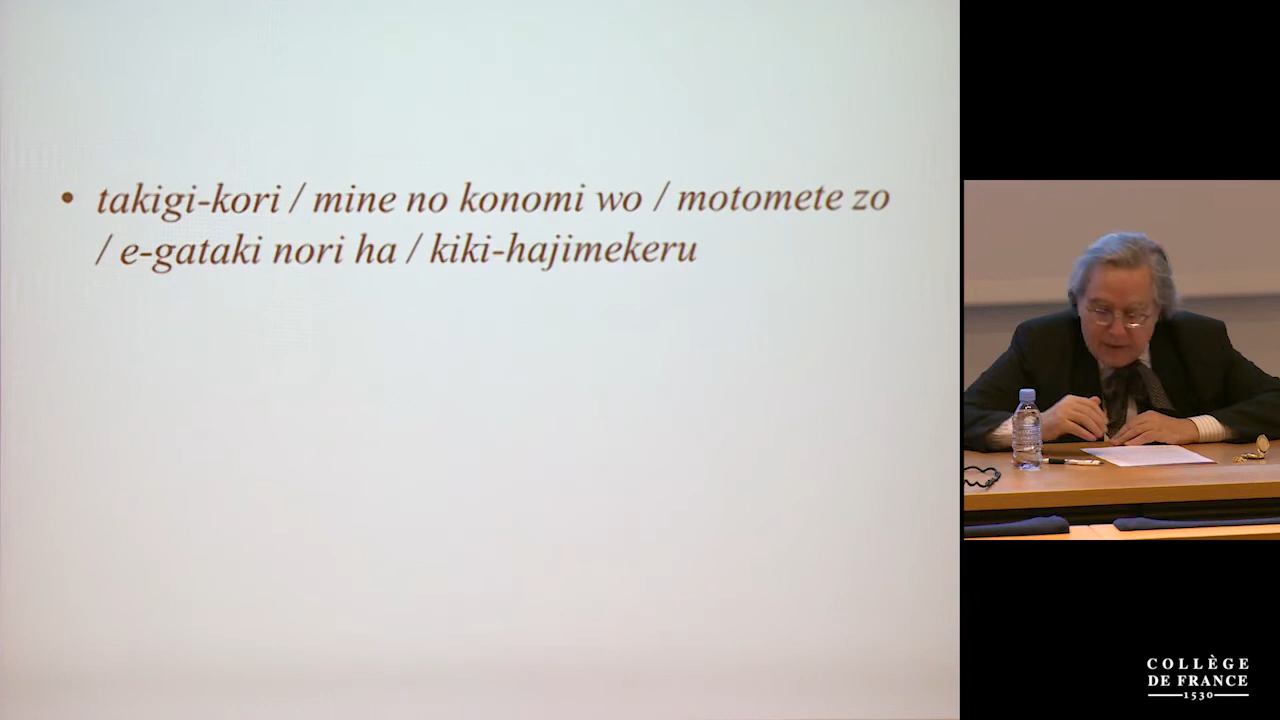 • takigi-kori / mine no konomi wo / motomete zo
/ e-gataki nori ha / kiki-hajimekeru
COLLÈGE
DE FRANCE
1530